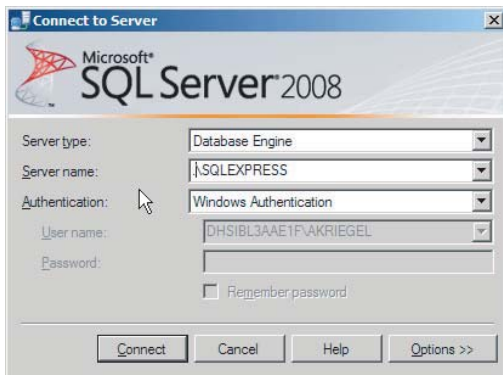 Connect to Server
Microsoft®
SQL Server®2008
Server type: Database Engine
Server name: .\SQLEXPRESS
Authentication: Windows Authentication
User name: DHSIBL3AAE1F\AKRIEGEL
Password:
Remember password
Connect Cancel Help Options >>